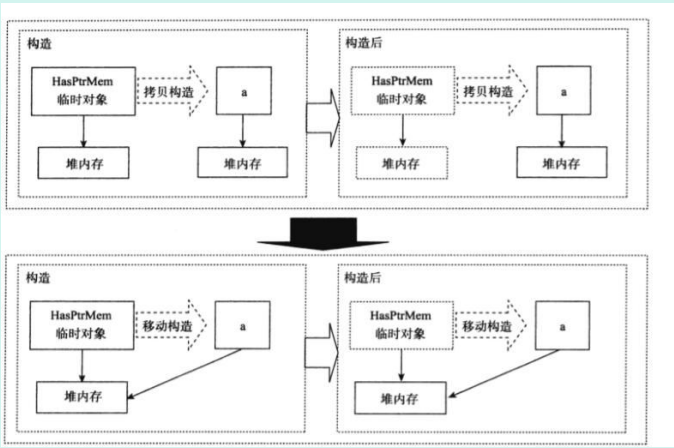 构造
HasPtrMem
临时对象
拷贝构造
a
堆内存
堆内存
构造后
HasPtrMem
临时对象
拷贝构造
a
堆内存
堆内存
构造
HasPtrMem
临时对象
移动构造
a
堆内存
构造后
HasPtrMem
临时对象
移动构造
a
堆内存